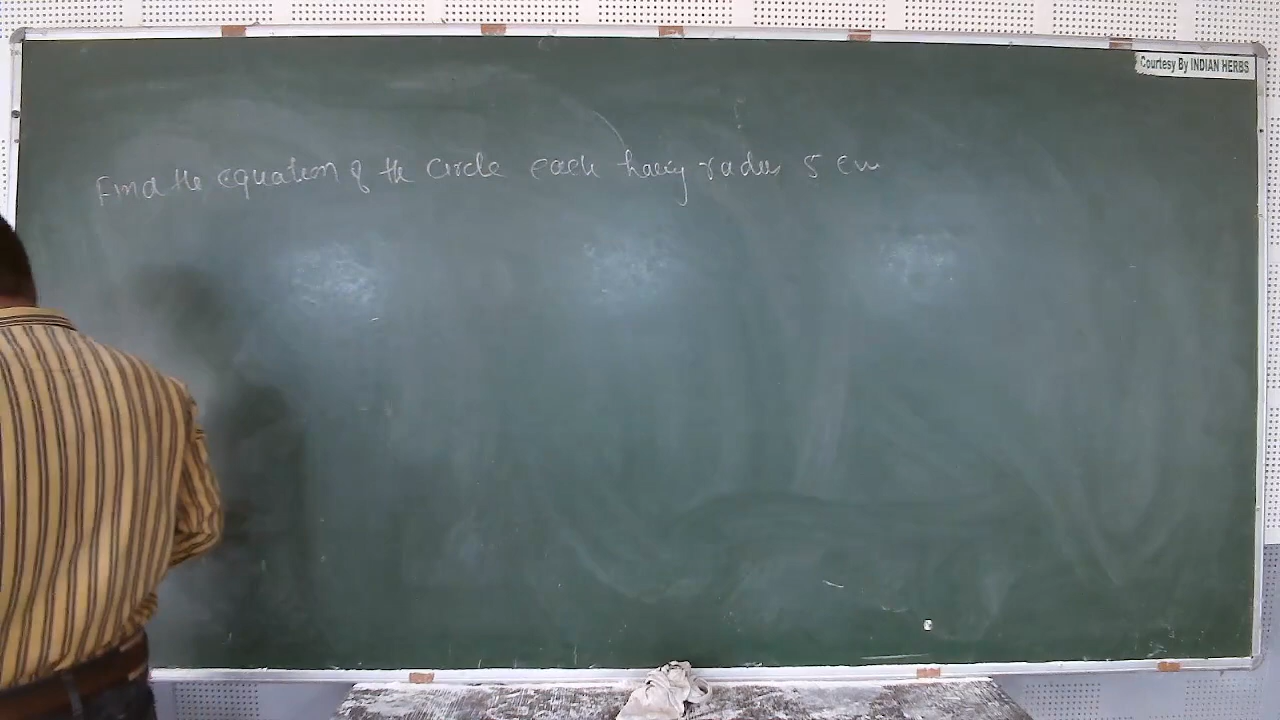 Courtesy By INDIAN HERBS
Find the equation of the circle each having radius 5 cm